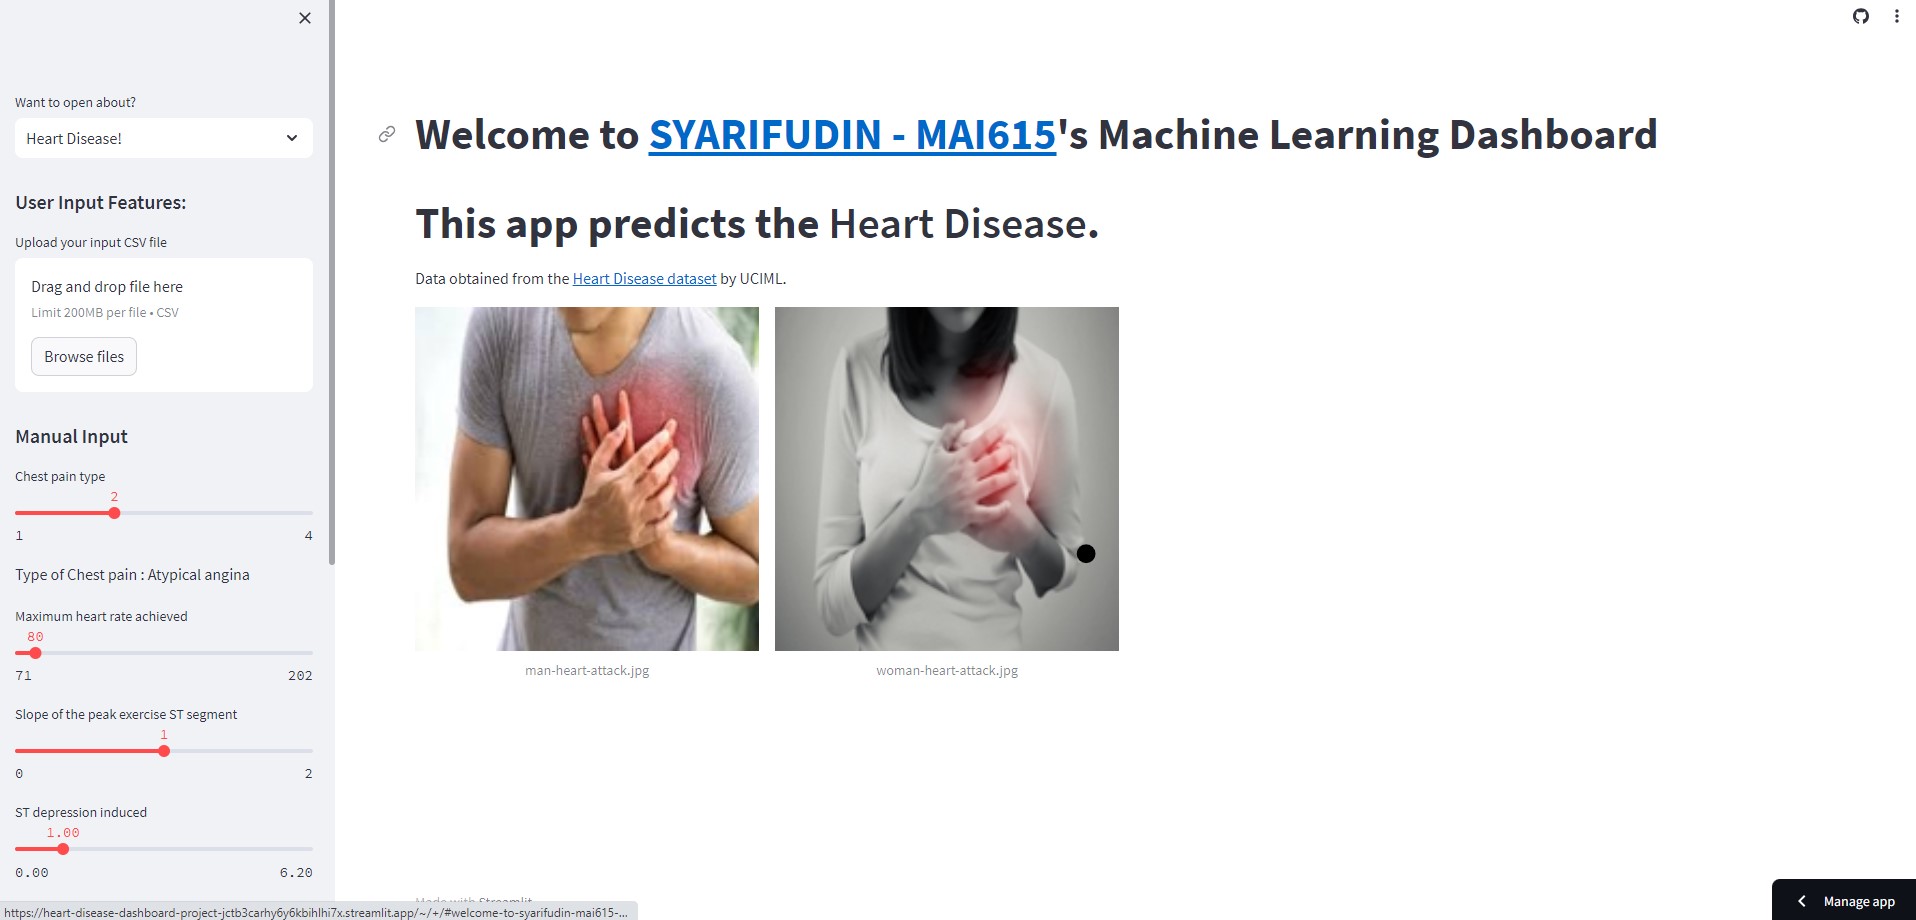 Want to open about?
Heart Disease!
User Input Features:
Upload your input CSV file
Drag and drop file here
Limit 200MB per file • CSV
Browse files
Manual Input
Chest pain type
2
1 4
Type of Chest pain : Atypical angina
Maximum heart rate achieved
80
71 202
Slope of the peak exercise ST segment
1
0 2
ST depression induced
1.00
0.00 6.20
Welcome to SYARIFUDIN - MAI615's Machine Learning Dashboard
This app predicts the Heart Disease.
Data obtained from the Heart Disease dataset by UCIML.
man-heart-attack.jpg
woman-heart-attack.jpg
Made with Streamlit
https://heart-disease-dashboard-project-jctb3carhy6y6kbihlhi7x.streamlit.app/~/+/#welcome-to-syarifudin-mai615-...
Manage app